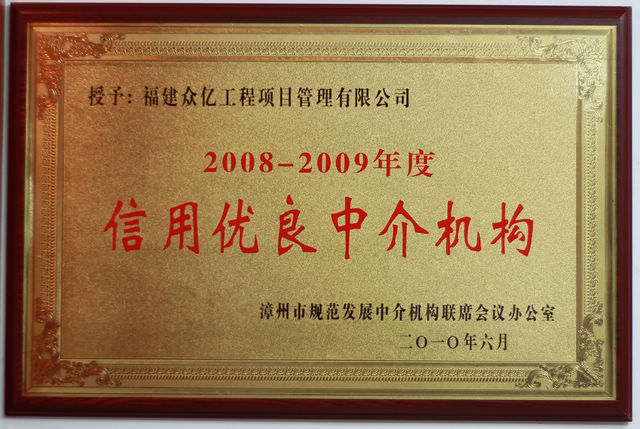 授予：福建众亿工程项目管理有限公司
2008-2009年度
信用优良中介机构
漳州市规范发展中介机构联席会议办公室
二〇一〇年六月